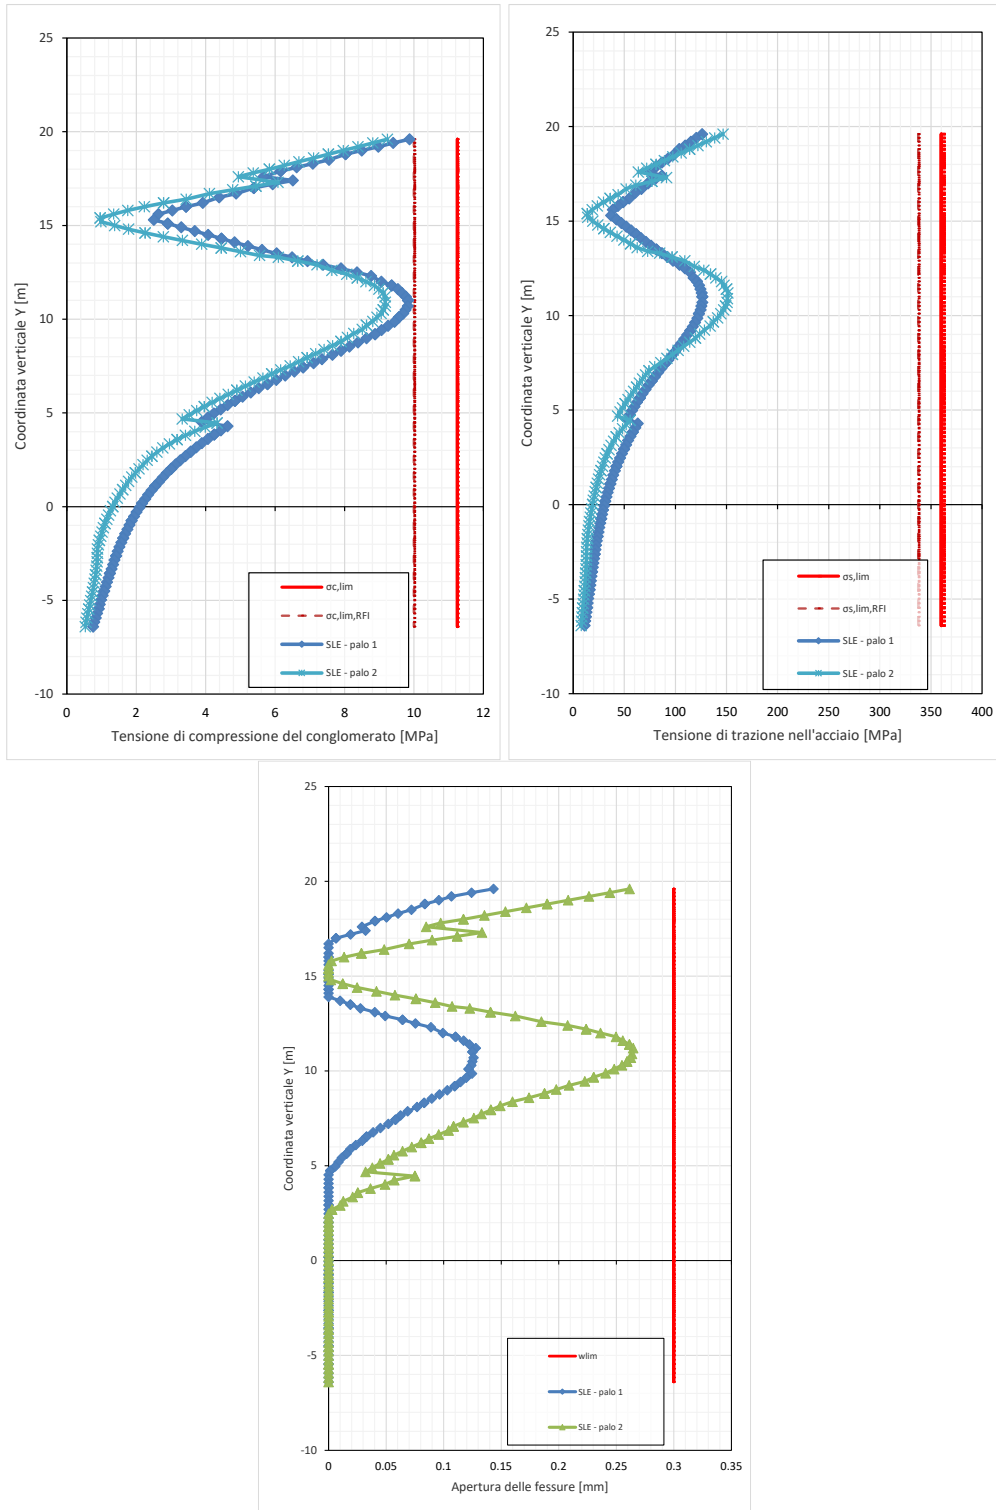 25
20
15
10
5
0
-5
-10
0 2 4 6 8 10 12
Coordinata verticale Y [m]
Tensione di compressione del conglomerato [MPa]
σc,lim
σc,lim,RFI
SLE - palo 1
SLE - palo 2
25
20
15
10
5
0
-5
-10
0 50 100 150 200 250 300 350 400
Coordinata verticale Y [m]
Tensione di trazione nell'acciaio [MPa]
σs,lim
σs,lim,RFI
SLE - palo 1
SLE - palo 2
25
20
15
10
5
0
-5
-10
0 0.05 0.1 0.15 0.2 0.25 0.3 0.35
Coordinata verticale Y [m]
Apertura delle fessure [mm]
wlim
SLE - palo 1
SLE - palo 2